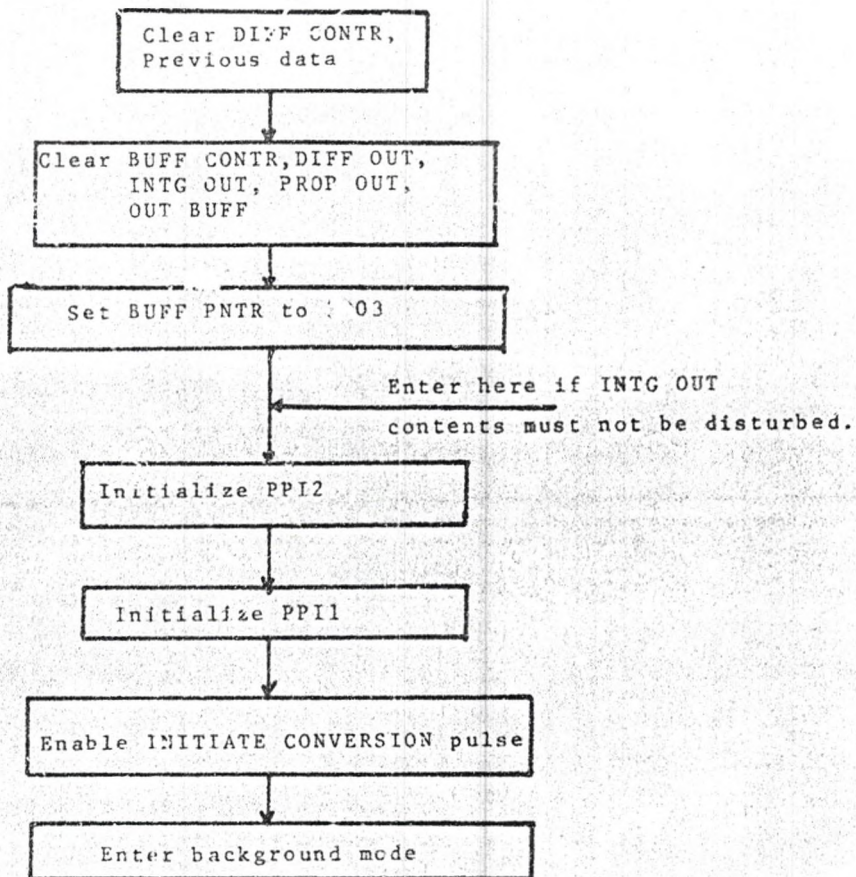 Clear DIFF CONTR,
Previous data
Clear BUFF CONTR,DIFF OUT,
INTG OUT, PROP OUT,
OUT BUFF
Set BUFF PNTR to 03
Enter here if INTG OUT
contents must not be disturbed.
Initialize PPI2
Initialize PPI1
Enable INITIATE CONVERSION pulse
Enter background mode